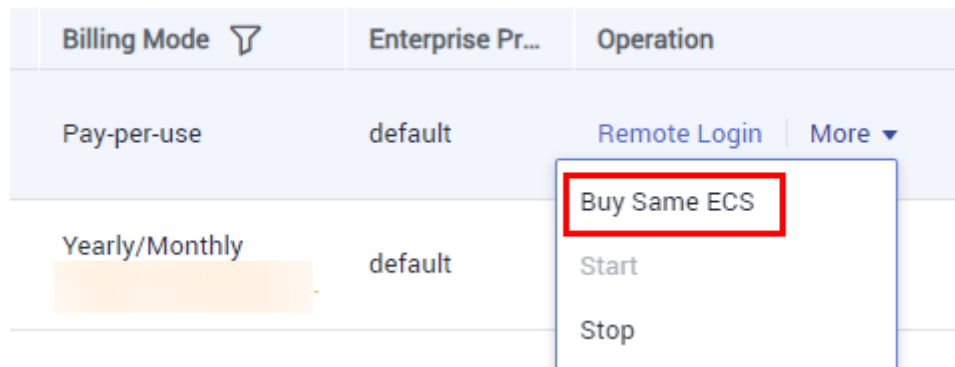 Billing Mode Enterprise Pr... Operation
Pay-per-use default Remote Login More
Buy Same ECS
Yearly/Monthly
default
Start
Stop